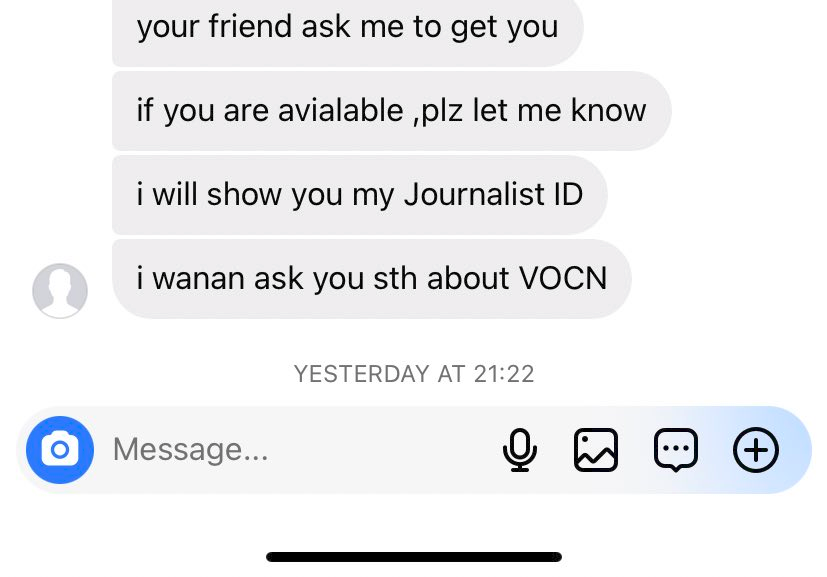 your friend ask me to get you
if you are avialable ,plz let me know
i will show you my Journalist ID
i wanan ask you sth about VOCN
YESTERDAY AT 21:22
Message...